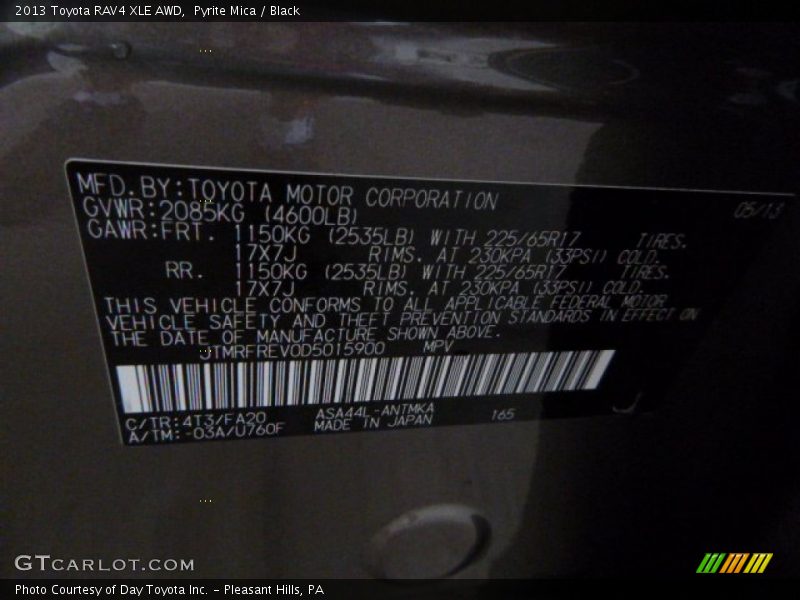 2013 Toyota RAV4 XLE AWD, Pyrite Mica / Black
MFD.BY:TOYOTA MOTOR CORPORATION 05/13
GVWR:2085KG (4600LB)
GAWR:FRT. 1150KG (2535LB) WITH 225/65R17 TIRES.
17X7J RIMS. AT 230KPA (33PSI) COLD.
RR. 1150KG (2535LB) WITH 225/65R17 TIRES.
17X7J RIMS. AT 230KPA (33PSI) COLD.
THIS VEHICLE CONFORMS TO ALL APPLICABLE FEDERAL MOTOR
VEHICLE SAFETY AND THEFT PREVENTION STANDARDS IN EFFECT ON
THE DATE OF MANUFACTURE SHOWN ABOVE.
JTMRFREV0D5015900 MPV
C/TR:4T3/FA20 ASA44L-ANTMKA 165
A/TM:-03A/U760F MADE IN JAPAN
GTCARLOT.COM
Photo Courtesy of Day Toyota Inc. - Pleasant Hills, PA